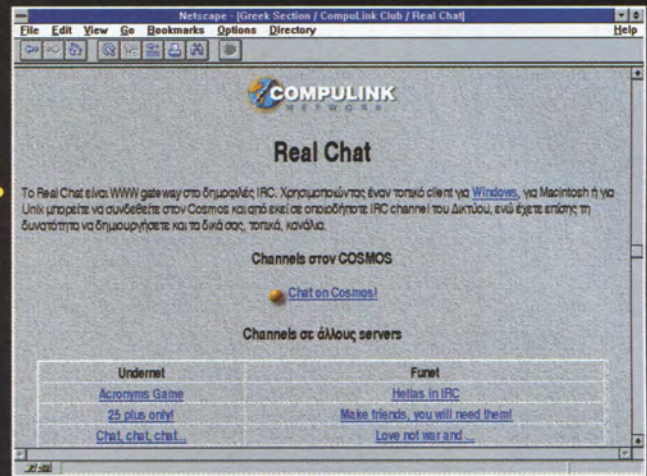 Netscape - [Greek Section / CompuLink Club / Real Chat]
File Edit View Go Bookmarks Options Directory Help
COMPULINK
NETWORK
Real Chat
Το Real Chat είναι WWW gateway στο δημοφιλές IRC. Χρησιμοποιώντας έναν τοπικό client για Windows, για Macintosh ή για
Unix μπορείτε να συνδεθείτε στον Cosmos και από εκεί σε οποιοδήποτε IRC channel του Δικτύου, ενώ έχετε επίσης τη
δυνατότητα να δημιουργήσετε και τα δικά σας, τοπικά, κανάλια.
Channels στον COSMOS
Chat on Cosmos!
Channels σε άλλους servers
Undernet Funet
Acronyms Game Hellas in IRC
25 plus only! Make friends, you will need them!
Chat, chat, chat... Love not war and ...